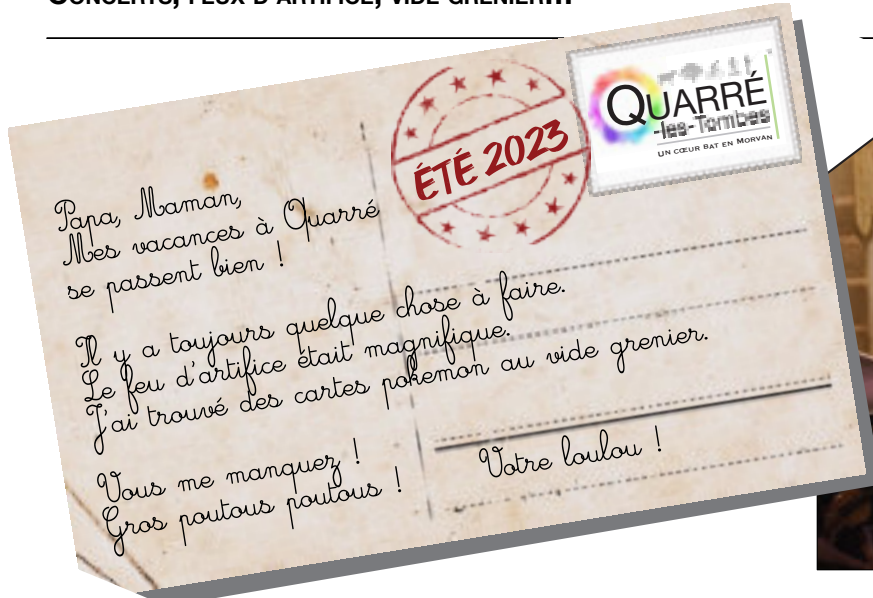 CONCERTS, FEUX D'ARTIFICE, VIDE GRENIER...
ÉTÉ 2023
QUARRÉ
-les-Tombes
UN CŒUR BAT EN MORVAN
Papa, Maman,
Mes vacances à Quarré
se passent bien !
Il y a toujours quelque chose à faire.
Le feu d'artifice était magnifique.
J'ai trouvé des cartes pokemon au vide grenier.
Vous me manquez !
Gros poutous poutous !
Votre loulou !